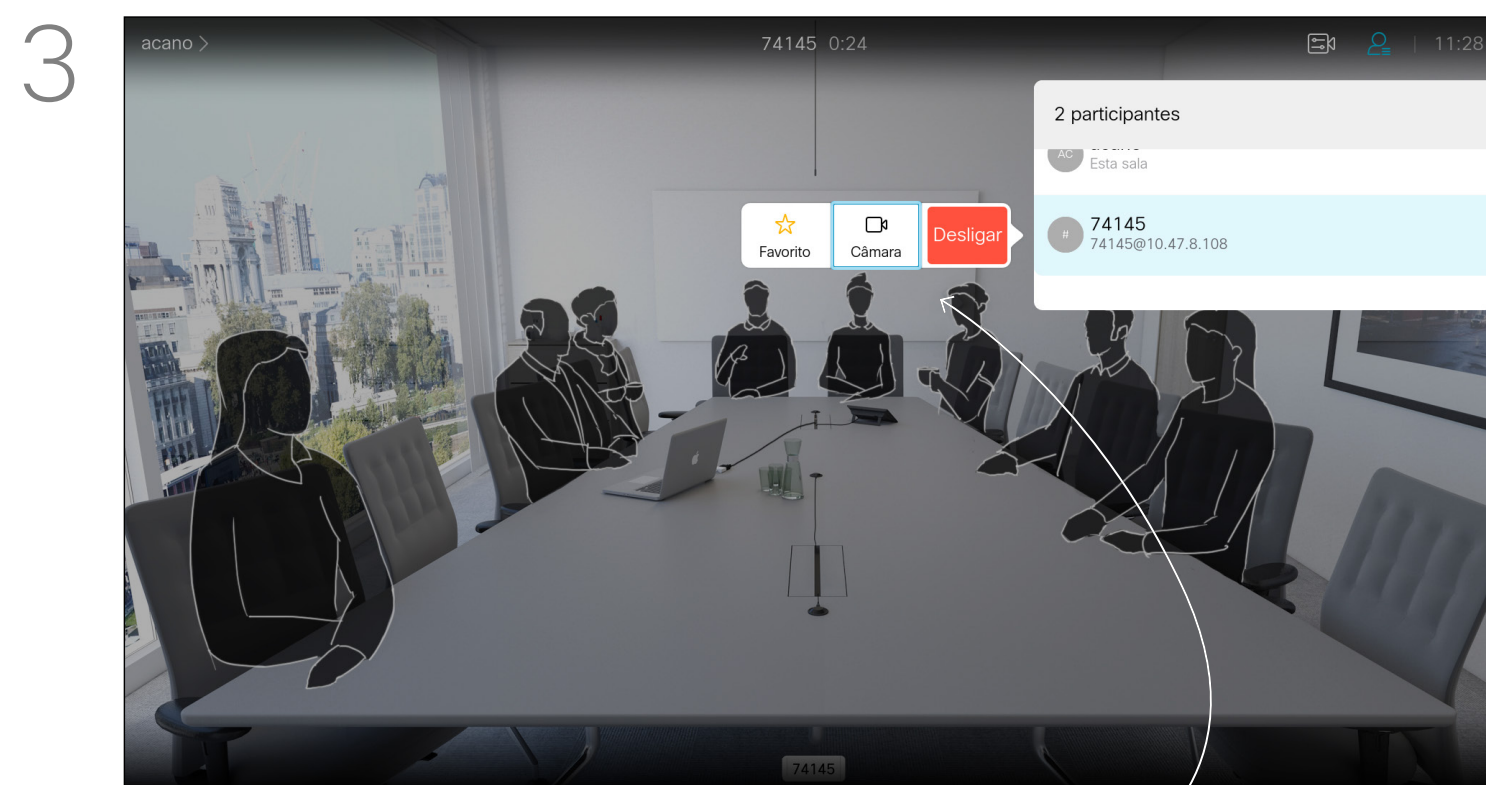 3
acano
74145 0:24
11:28
2 participantes
AC
Esta sala
Favorito
Câmara
Desligar
#
74145
74145@10.47.8.108
74145